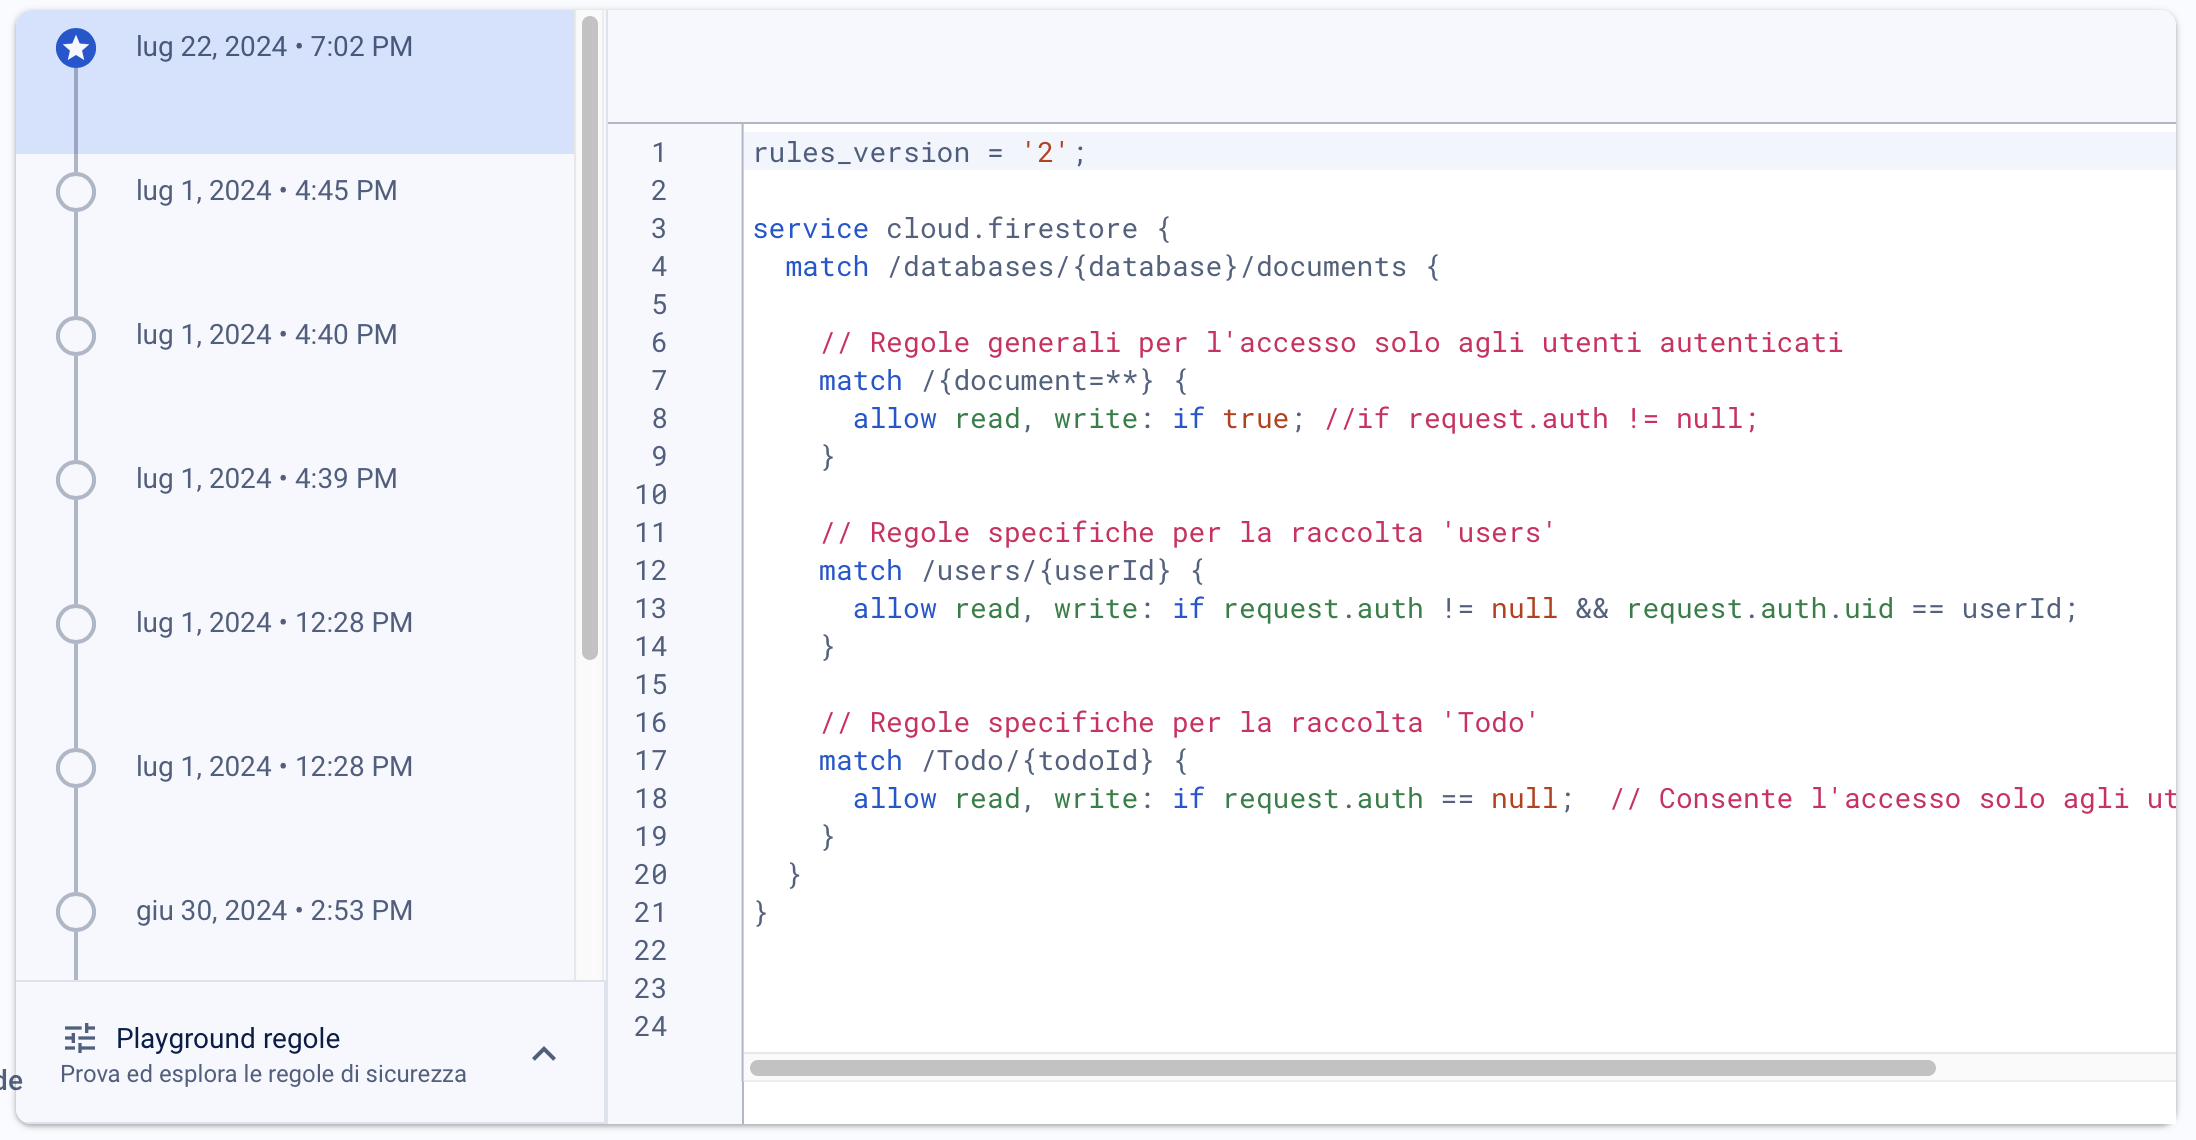 lug 22, 2024 • 7:02 PM
lug 1, 2024 • 4:45 PM
lug 1, 2024 • 4:40 PM
lug 1, 2024 • 4:39 PM
lug 1, 2024 • 12:28 PM
lug 1, 2024 • 12:28 PM
giu 30, 2024 • 2:53 PM
Playground regole
Prova ed esplora le regole di sicurezza
de
1 rules_version = '2';
2
3 service cloud.firestore {
4   match /databases/{database}/documents {
5
6     // Regole generali per l'accesso solo agli utenti autenticati
7     match /{document=**} {
8       allow read, write: if true; //if request.auth != null;
9     }
10
11     // Regole specifiche per la raccolta 'users'
12     match /users/{userId} {
13       allow read, write: if request.auth != null && request.auth.uid == userId;
14     }
15
16     // Regole specifiche per la raccolta 'Todo'
17     match /Todo/{todoId} {
18       allow read, write: if request.auth == null;  // Consente l'accesso solo agli ut
19     }
20   }
21 }
22
23
24